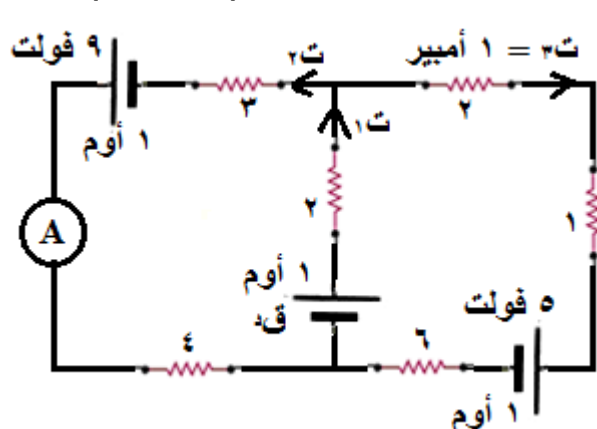 ٩ فولت
ت٢
ت٣ = ١ أمبير
٣
٢
١ أوم
ت١
٢
١
A
١ أوم
ق د
٥ فولت
٤
٦
١ أوم